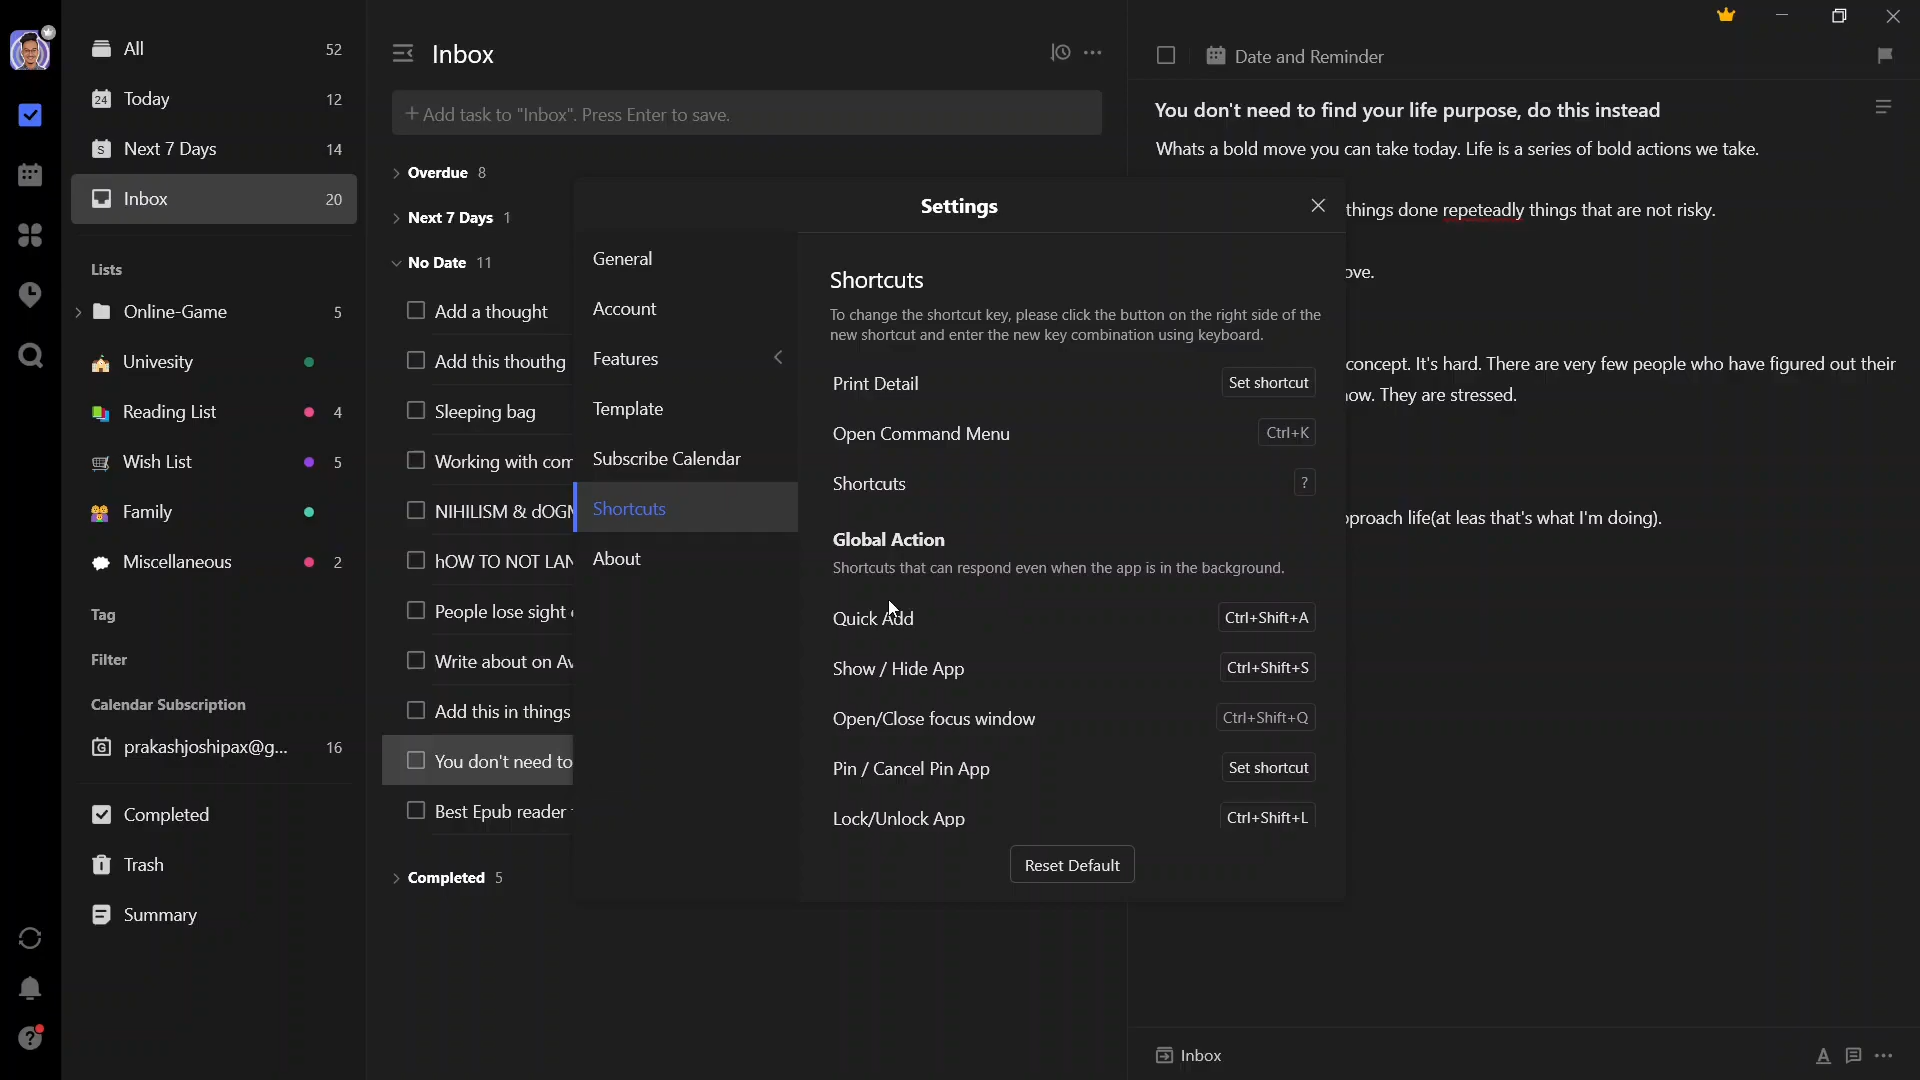 All 52
24 Today 12
S Next 7 Days 14
Inbox 20
Lists
Online-Game 5
Univesity
Reading List 4
Wish List 5
Family
Miscellaneous 2
Tag
Filter
Calendar Subscription
G prakashjoshipax@g... 16
Completed
Trash
Summary
?
Inbox
+ Add task to "Inbox". Press Enter to save.
Overdue 8
Next 7 Days 1
No Date 11
Add a thought
Add this thouthg
Sleeping bag
Working with
NIHILISM &
hOW TO NOT
People lose sight
Write about on
Add this in things
You don't need to
Best Epub reader
Completed 5
Settings
General
Account
Features
Template
Subscribe Calendar
Shortcuts
About
Shortcuts
To change the shortcut key, please click the button on the right side of the
new shortcut and enter the new key combination using keyboard.
Print Detail Set shortcut
Open Command Menu Ctrl+K
Shortcuts ?
Global Action
Shortcuts that can respond even when the app is in the background.
Quick Add Ctrl+Shift+A
Show / Hide App Ctrl+Shift+S
Open/Close focus window Ctrl+Shift+Q
Pin / Cancel Pin App Set shortcut
Lock/Unlock App Ctrl+Shift+L
Reset Default
Date and Reminder
You don't need to find your life purpose, do this instead
Whats a bold move you can take today. Life is a series of bold actions we take.
things done repeteadly things that are not risky.
concept. It's hard. There are very few people who have figured out their
They are stressed.
life(at leas that's what I'm doing).
Inbox
A